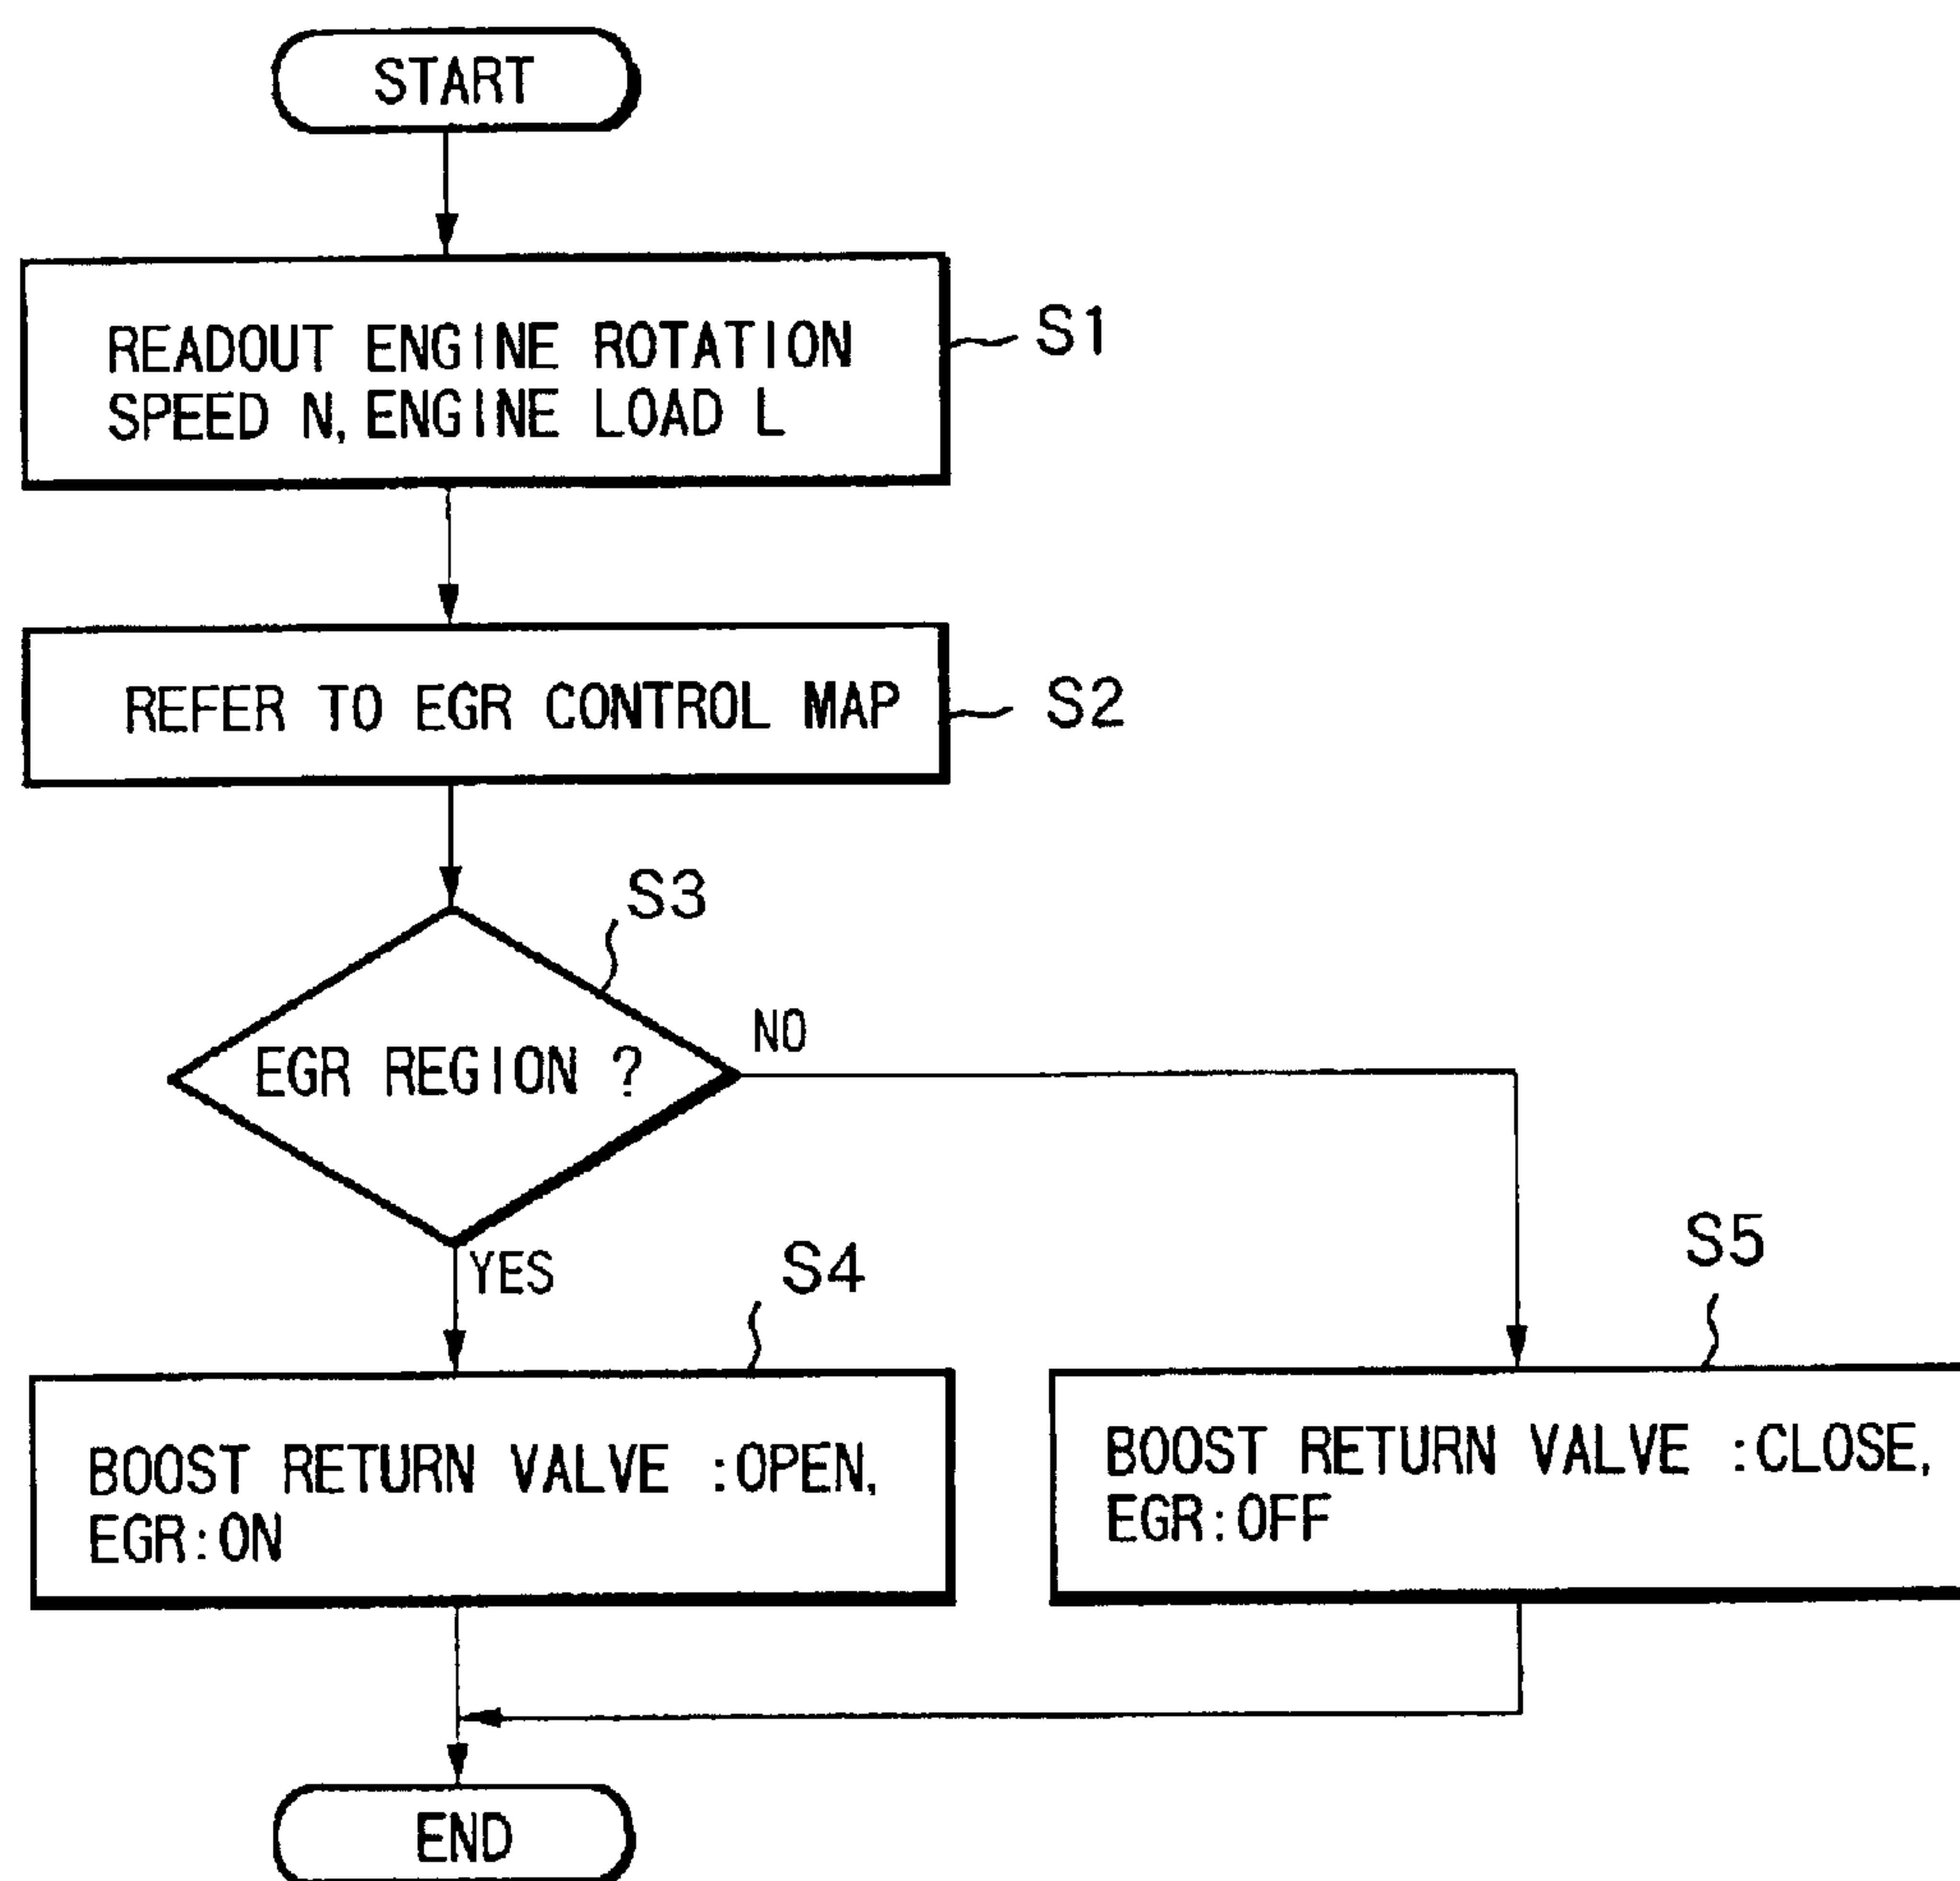 START
READOUT ENGINE ROTATION
SPEED N, ENGINE LOAD L
S1
REFER TO EGR CONTROL MAP
S2
S3
EGR REGION ?
NO
YES
S4
S5
BOOST RETURN VALVE :OPEN,
EGR:ON
BOOST RETURN VALVE :CLOSE,
EGR:OFF
END